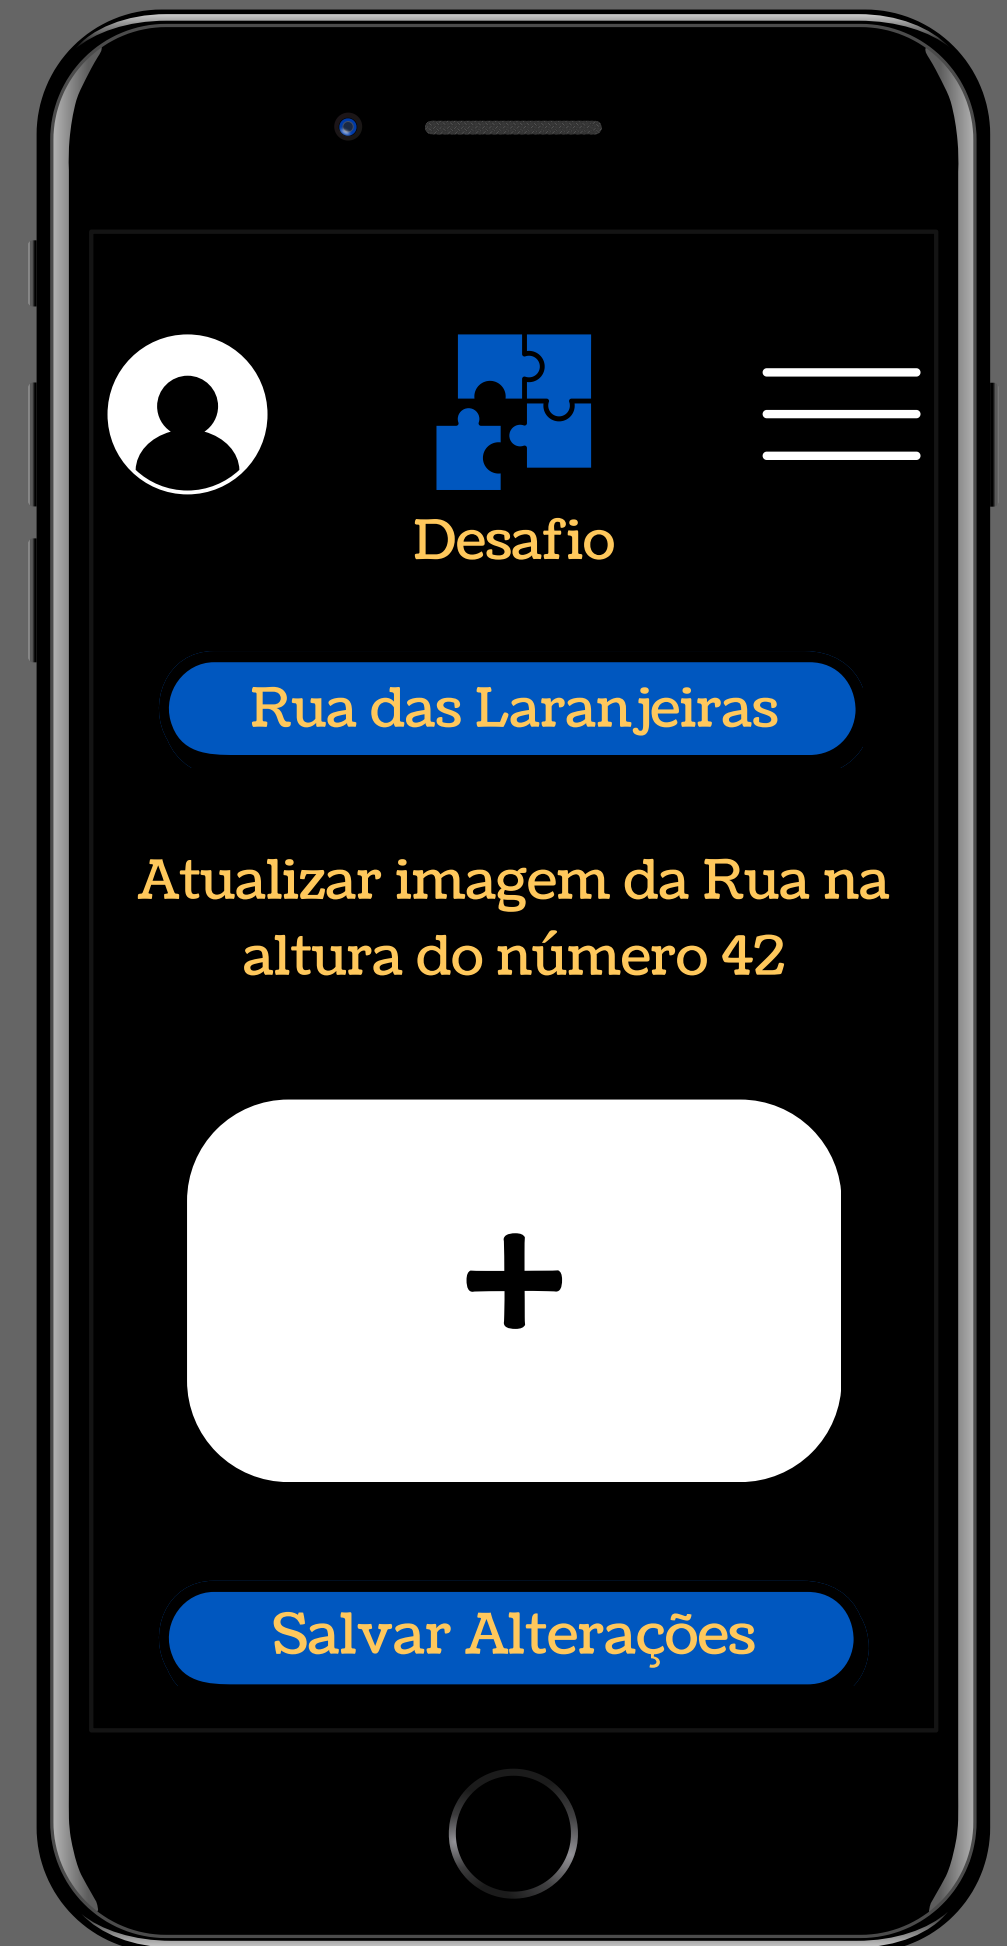 Desafio
Rua das Laranjeiras
Atualizar imagem da Rua na
altura do número 42
+
Salvar Alterações